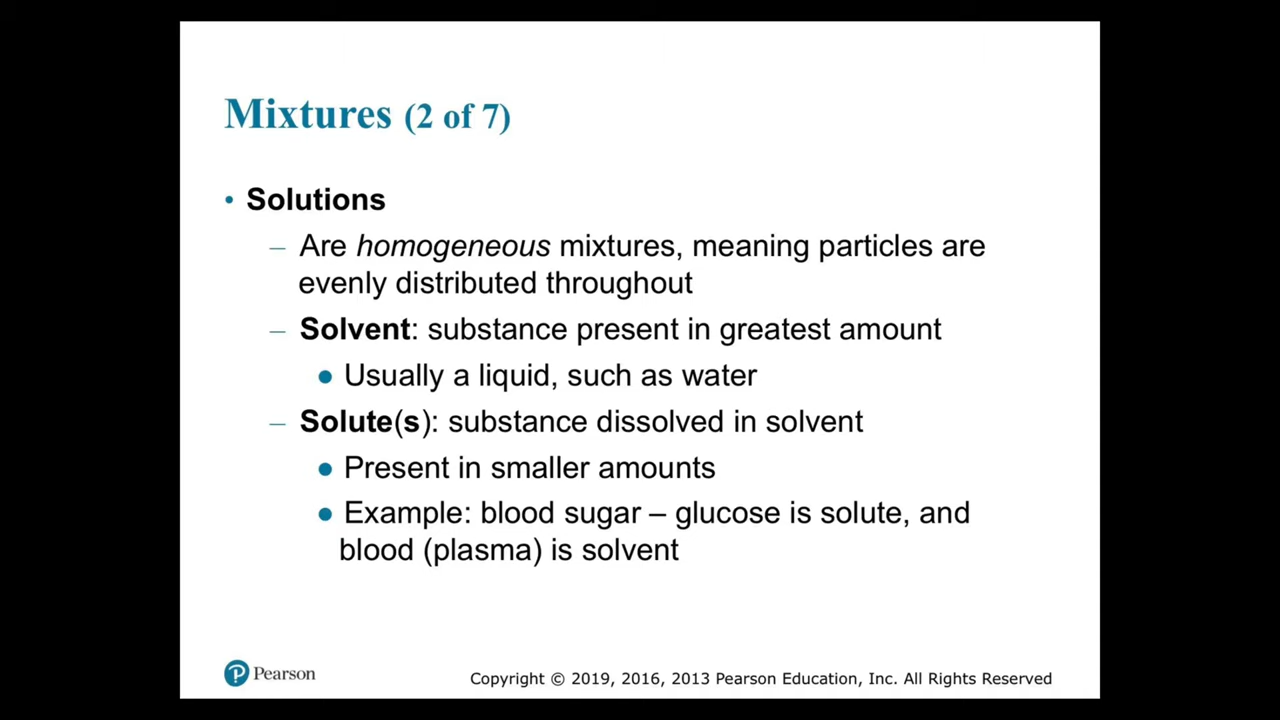 Mixtures (2 of 7)
• Solutions
– Are homogeneous mixtures, meaning particles are
evenly distributed throughout
– Solvent: substance present in greatest amount
● Usually a liquid, such as water
– Solute(s): substance dissolved in solvent
● Present in smaller amounts
● Example: blood sugar – glucose is solute, and
blood (plasma) is solvent
P Pearson
Copyright © 2019, 2016, 2013 Pearson Education, Inc. All Rights Reserved